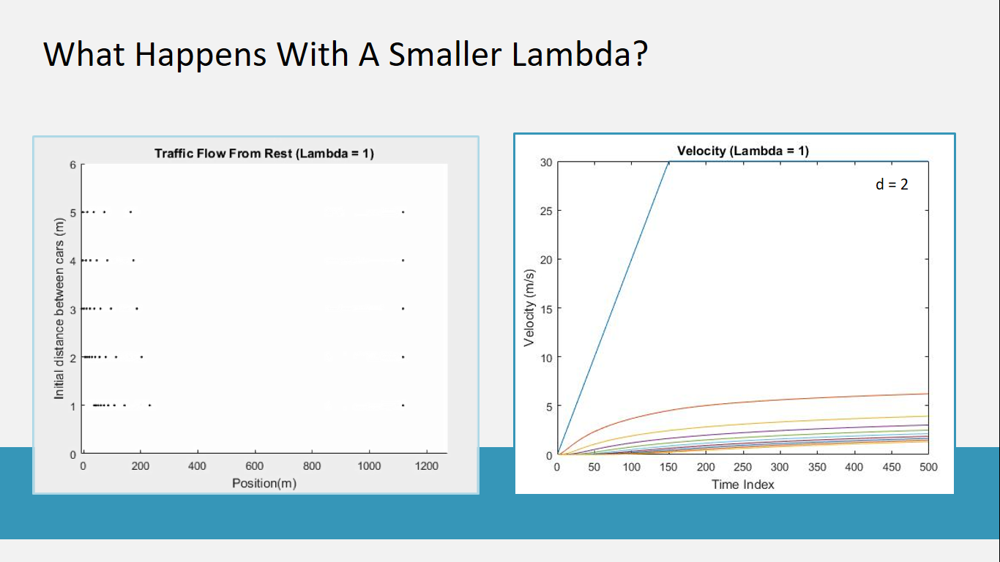 What Happens With A Smaller Lambda?
Traffic Flow From Rest (Lambda = 1)
6
5
4
3
2
1
0
Initial distance between cars (m)
0 200 400 600 800 1000 1200
Position(m)
Velocity (Lambda = 1)
d = 2
30
25
20
15
10
5
0
Velocity (m/s)
0 50 100 150 200 250 300 350 400 450 500
Time Index